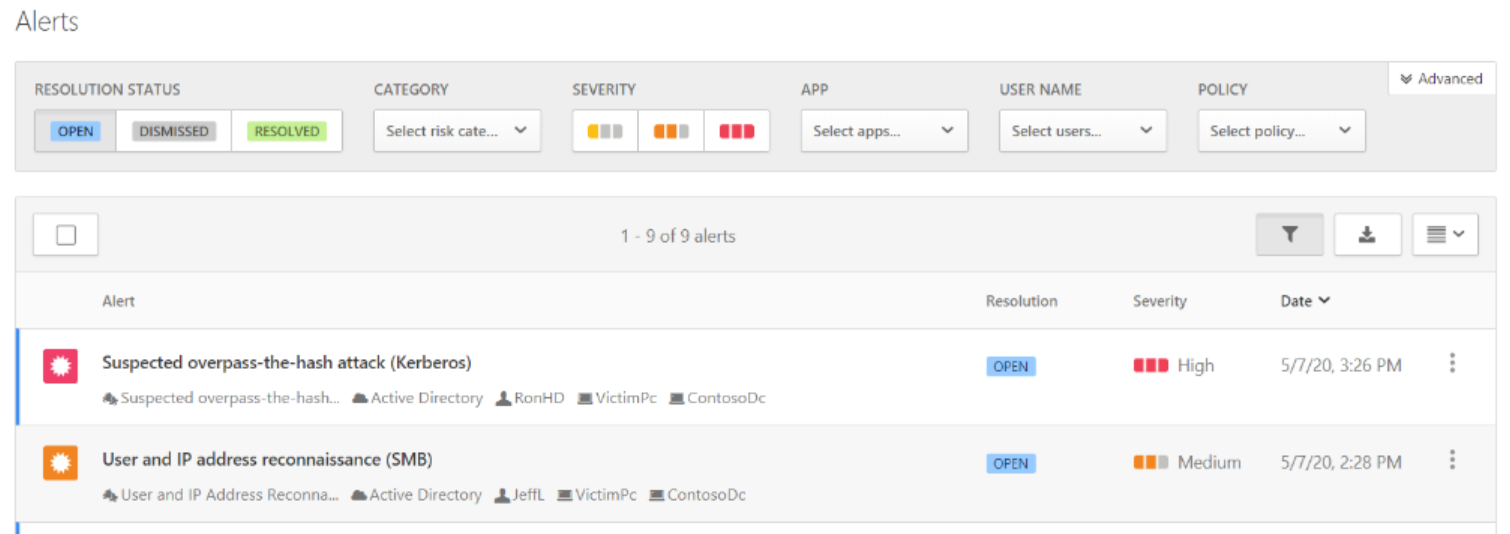 Alerts
Advanced
RESOLUTION STATUS CATEGORY SEVERITY APP USER NAME POLICY
OPEN DISMISSED RESOLVED Select risk cate... Select apps... Select users... Select policy...
1 - 9 of 9 alerts
Alert Resolution Severity Date
Suspected overpass-the-hash attack (Kerberos) OPEN High 5/7/20, 3:26 PM
Suspected overpass-the-hash... Active Directory RonHD VictimPc ContosoDc
User and IP address reconnaissance (SMB) OPEN Medium 5/7/20, 2:28 PM
User and IP Address Reconna... Active Directory JeffL VictimPc ContosoDc